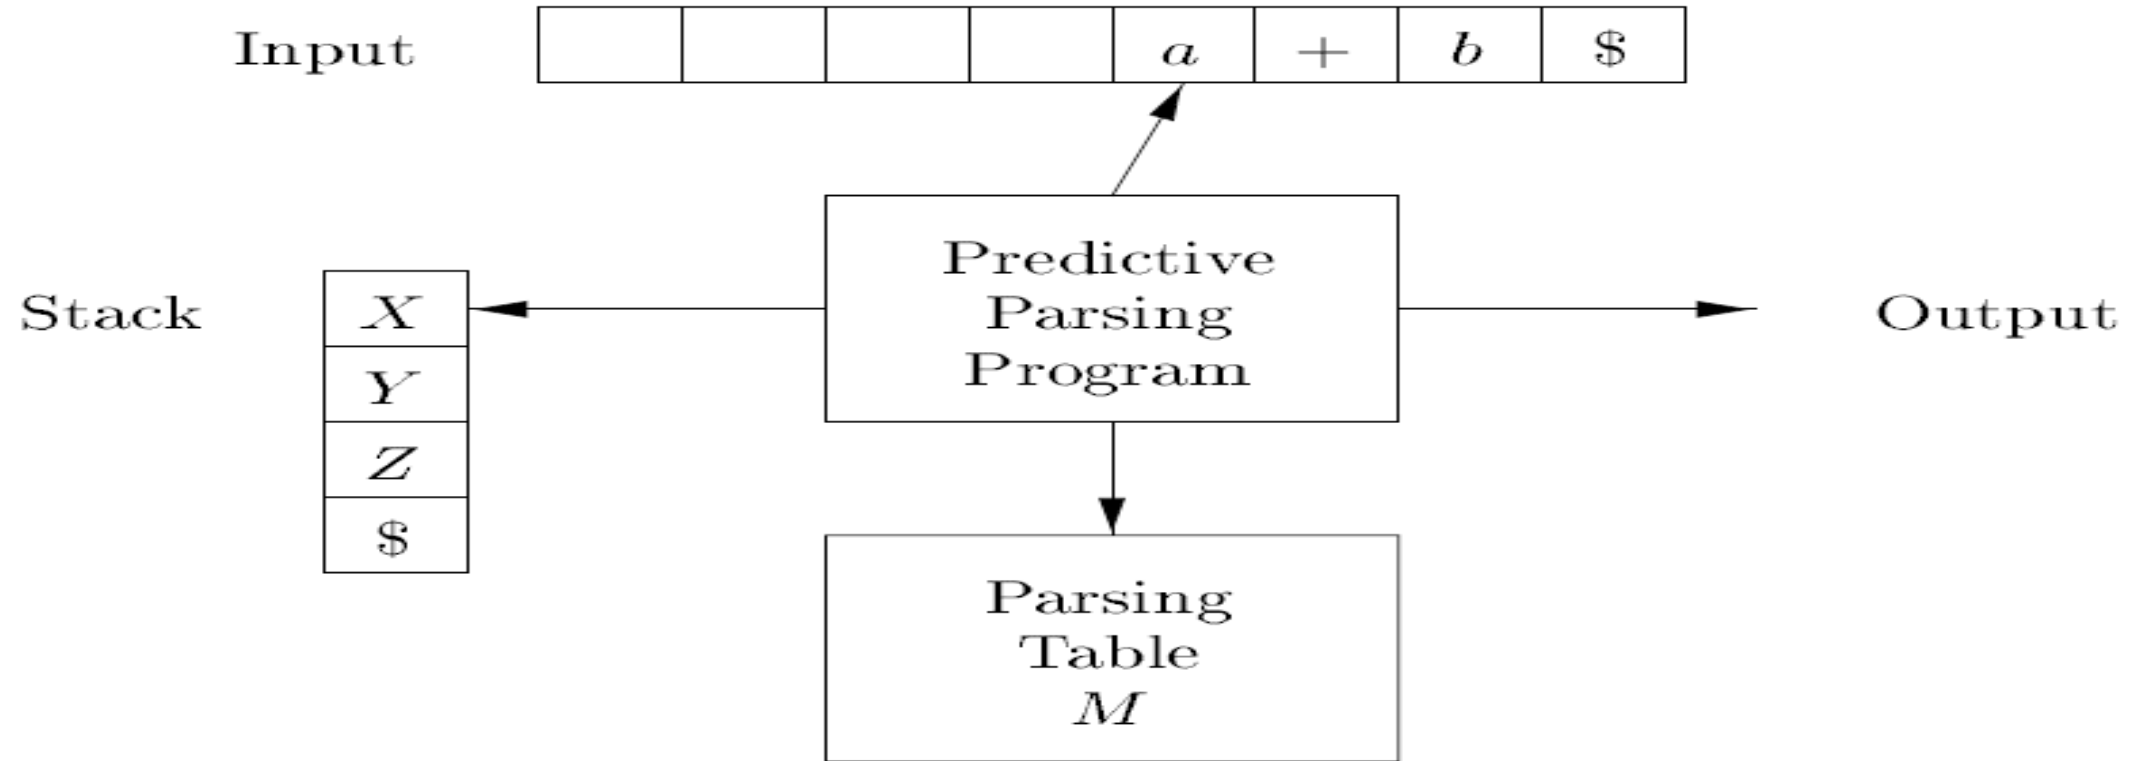 Input a + b $
Predictive
Stack X Parsing Output
Program
Y
Z
$
Parsing
Table
M